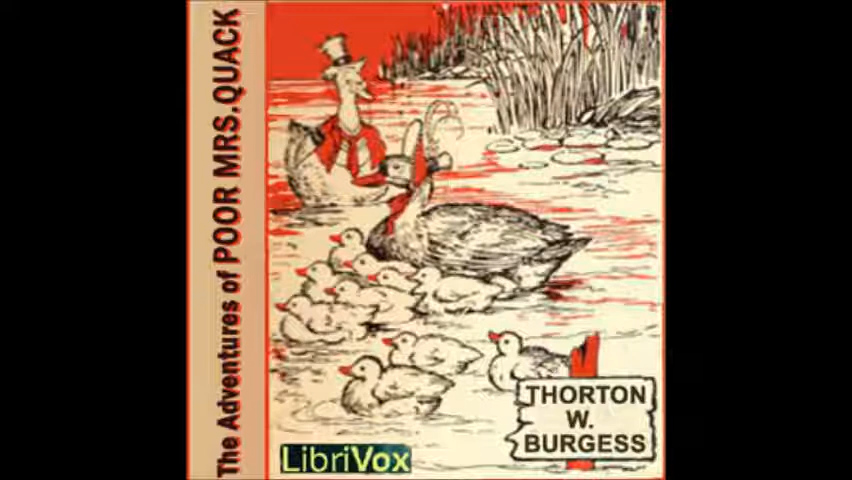 The Adventures of POOR MRS.QUACK
THORTON
W.
BURGESS
LibriVox